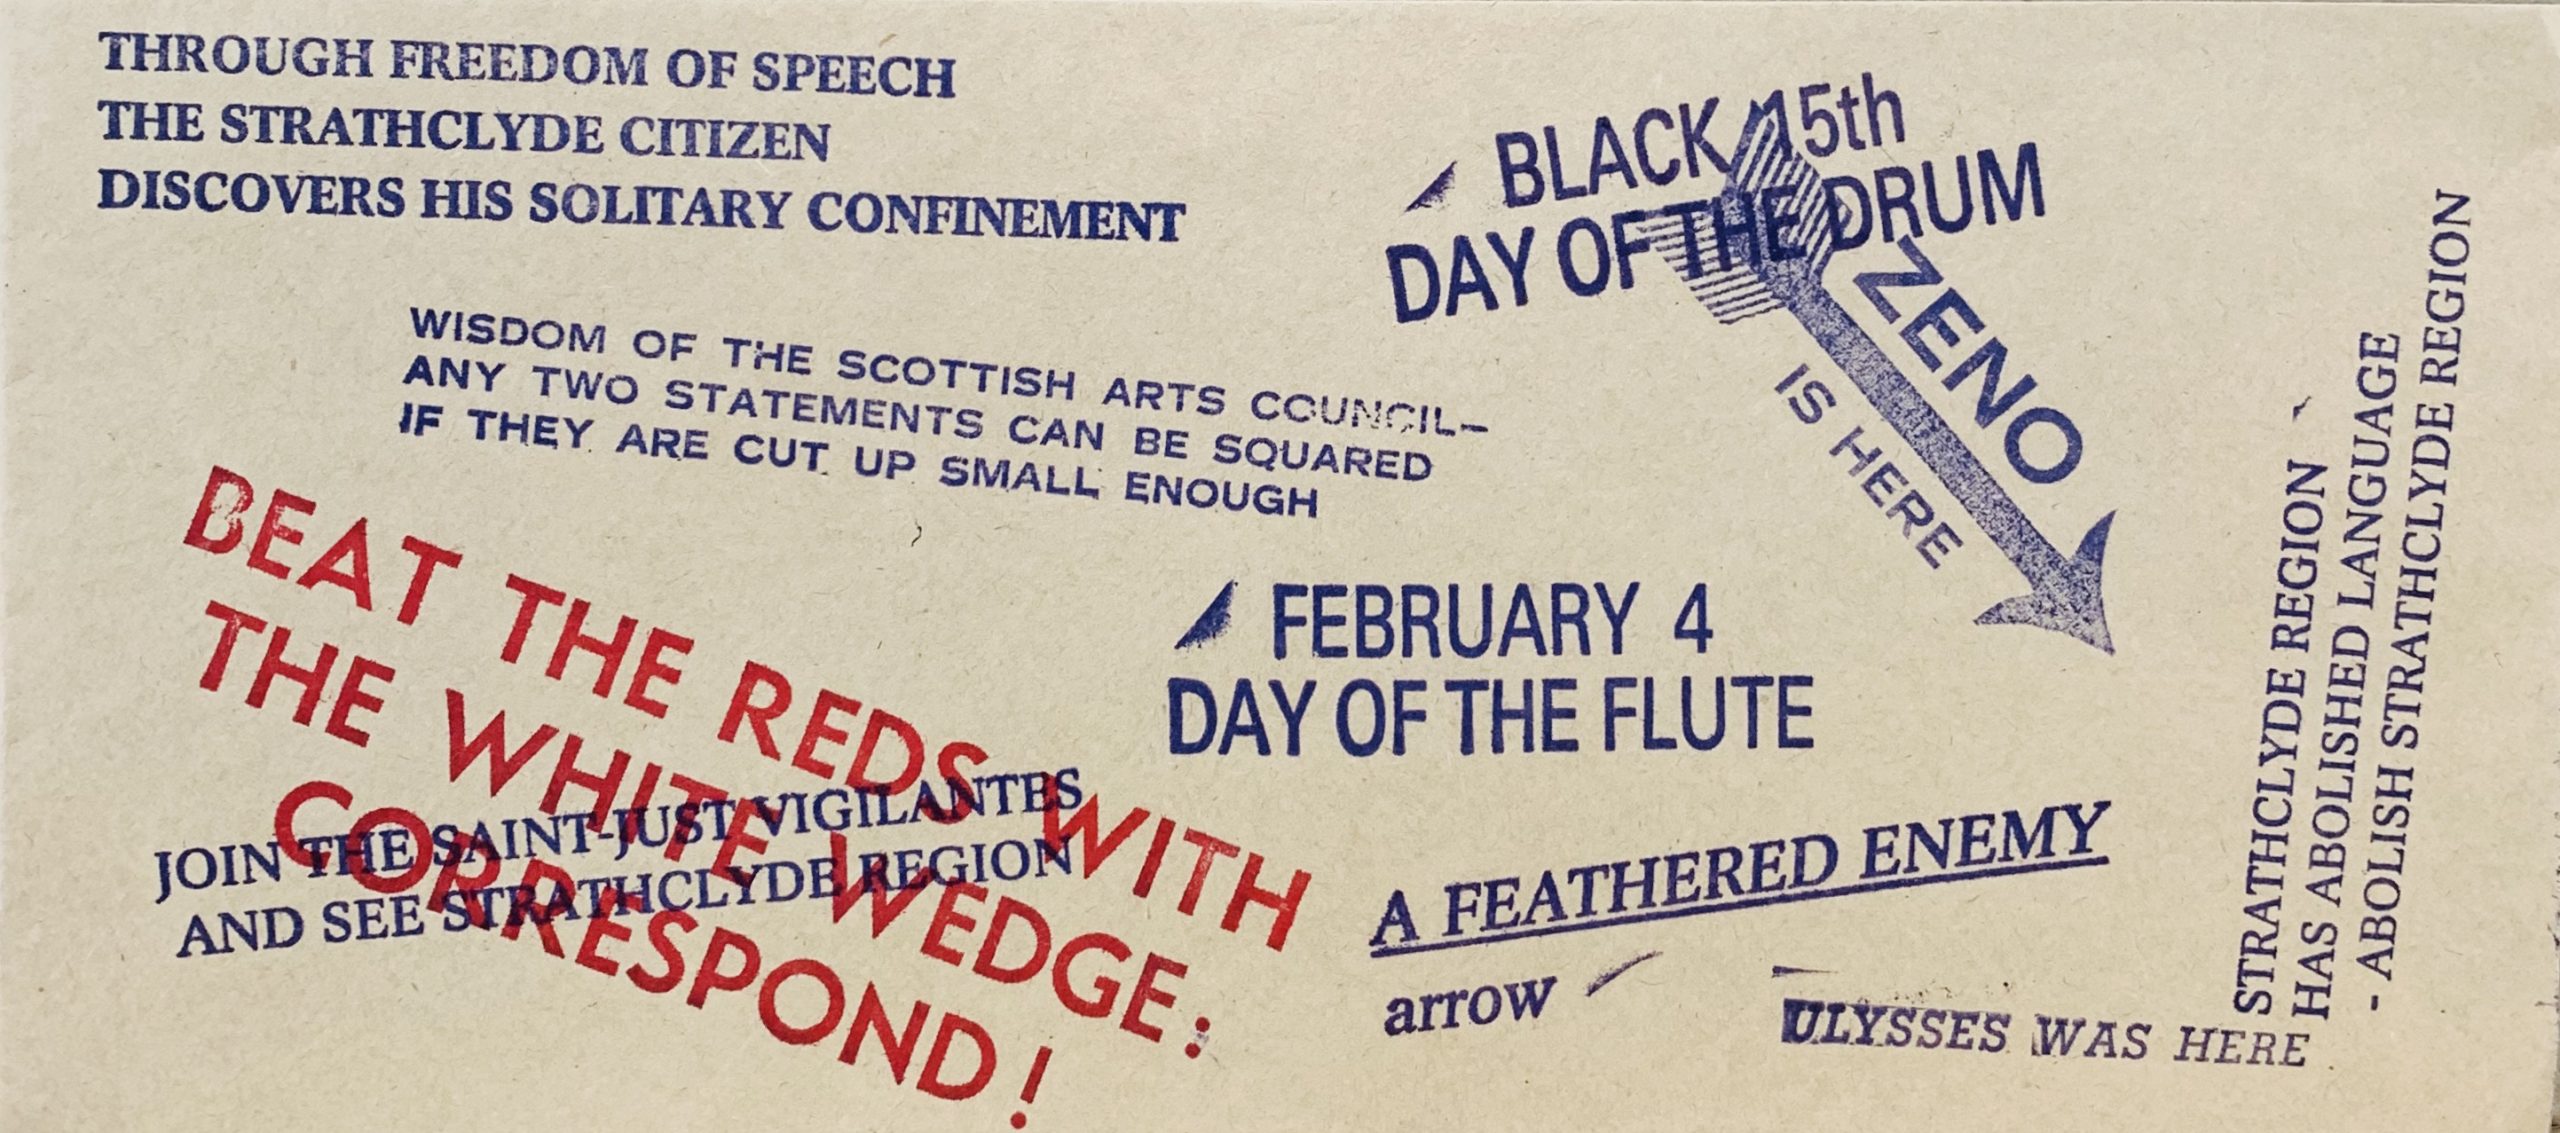 THROUGH FREEDOM OF SPEECH
THE STRATHCLYDE CITIZEN
DISCOVERS HIS SOLITARY CONFINEMENT
WISDOM OF THE SCOTTISH ARTS COUNCIL–
ANY TWO STATEMENTS CAN BE SQUARED
IF THEY ARE CUT UP SMALL ENOUGH
BEAT THE REDS WITH
THE WHITE WEDGE:
CORRESPOND!
JOIN THE SAINT-JUST VIGILANTES
AND SEE STRATHCLYDE REGION
BLACK 15th
DAY OF THE DRUM
ZENO
IS HERE
FEBRUARY 4
DAY OF THE FLUTE
A FEATHERED ENEMY
arrow
ULYSSES WAS HERE
STRATHCLYDE REGION
HAS ABOLISHED LANGUAGE
- ABOLISH STRATHCLYDE REGION